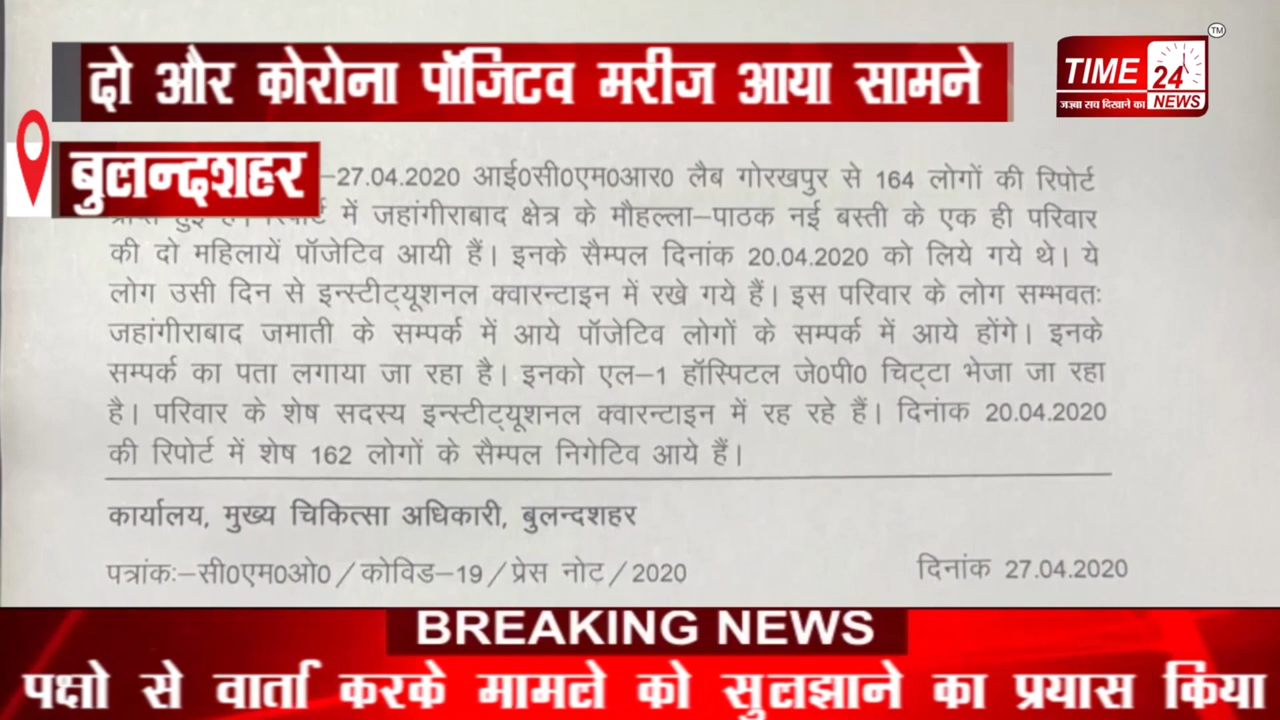 दो और कोरोना पॉजिटव मरीज आया सामने
TIME 24 NEWS
TM
जज़्बा सच दिखाने का
बुलन्दशहर
–27.04.2020 आई0सी0एम0आर0 लैब गोरखपुर से 164 लोगों की रिपोर्ट
में जहांगीराबाद क्षेत्र के मौहल्ला–पाठक नई बस्ती के एक ही परिवार
की दो महिलायें पॉजेटिव आयी हैं। इनके सैम्पल दिनांक 20.04.2020 को लिये गये थे। ये
लोग उसी दिन से इन्स्टीट्यूशनल क्वारन्टाइन में रखे गये हैं। इस परिवार के लोग सम्भवतः
जहांगीराबाद जमाती के सम्पर्क में आये पॉजेटिव लोगों के सम्पर्क में आये होंगे। इनके
सम्पर्क का पता लगाया जा रहा है। इनको एल–1 हॉस्पिटल जे0पी0 चिट्टा भेजा जा रहा
है। परिवार के शेष सदस्य इन्स्टीट्यूशनल क्वारन्टाइन में रह रहे हैं। दिनांक 20.04.2020
की रिपोर्ट में शेष 162 लोगों के सैम्पल निगेटिव आये हैं।
कार्यालय, मुख्य चिकित्सा अधिकारी, बुलन्दशहर
पत्रांकः–सी0एम0ओ0/कोविड–19/प्रेस नोट/2020 दिनांक 27.04.2020
BREAKING NEWS
पक्षो से वार्ता करके मामले को सुलझाने का प्रयास किया